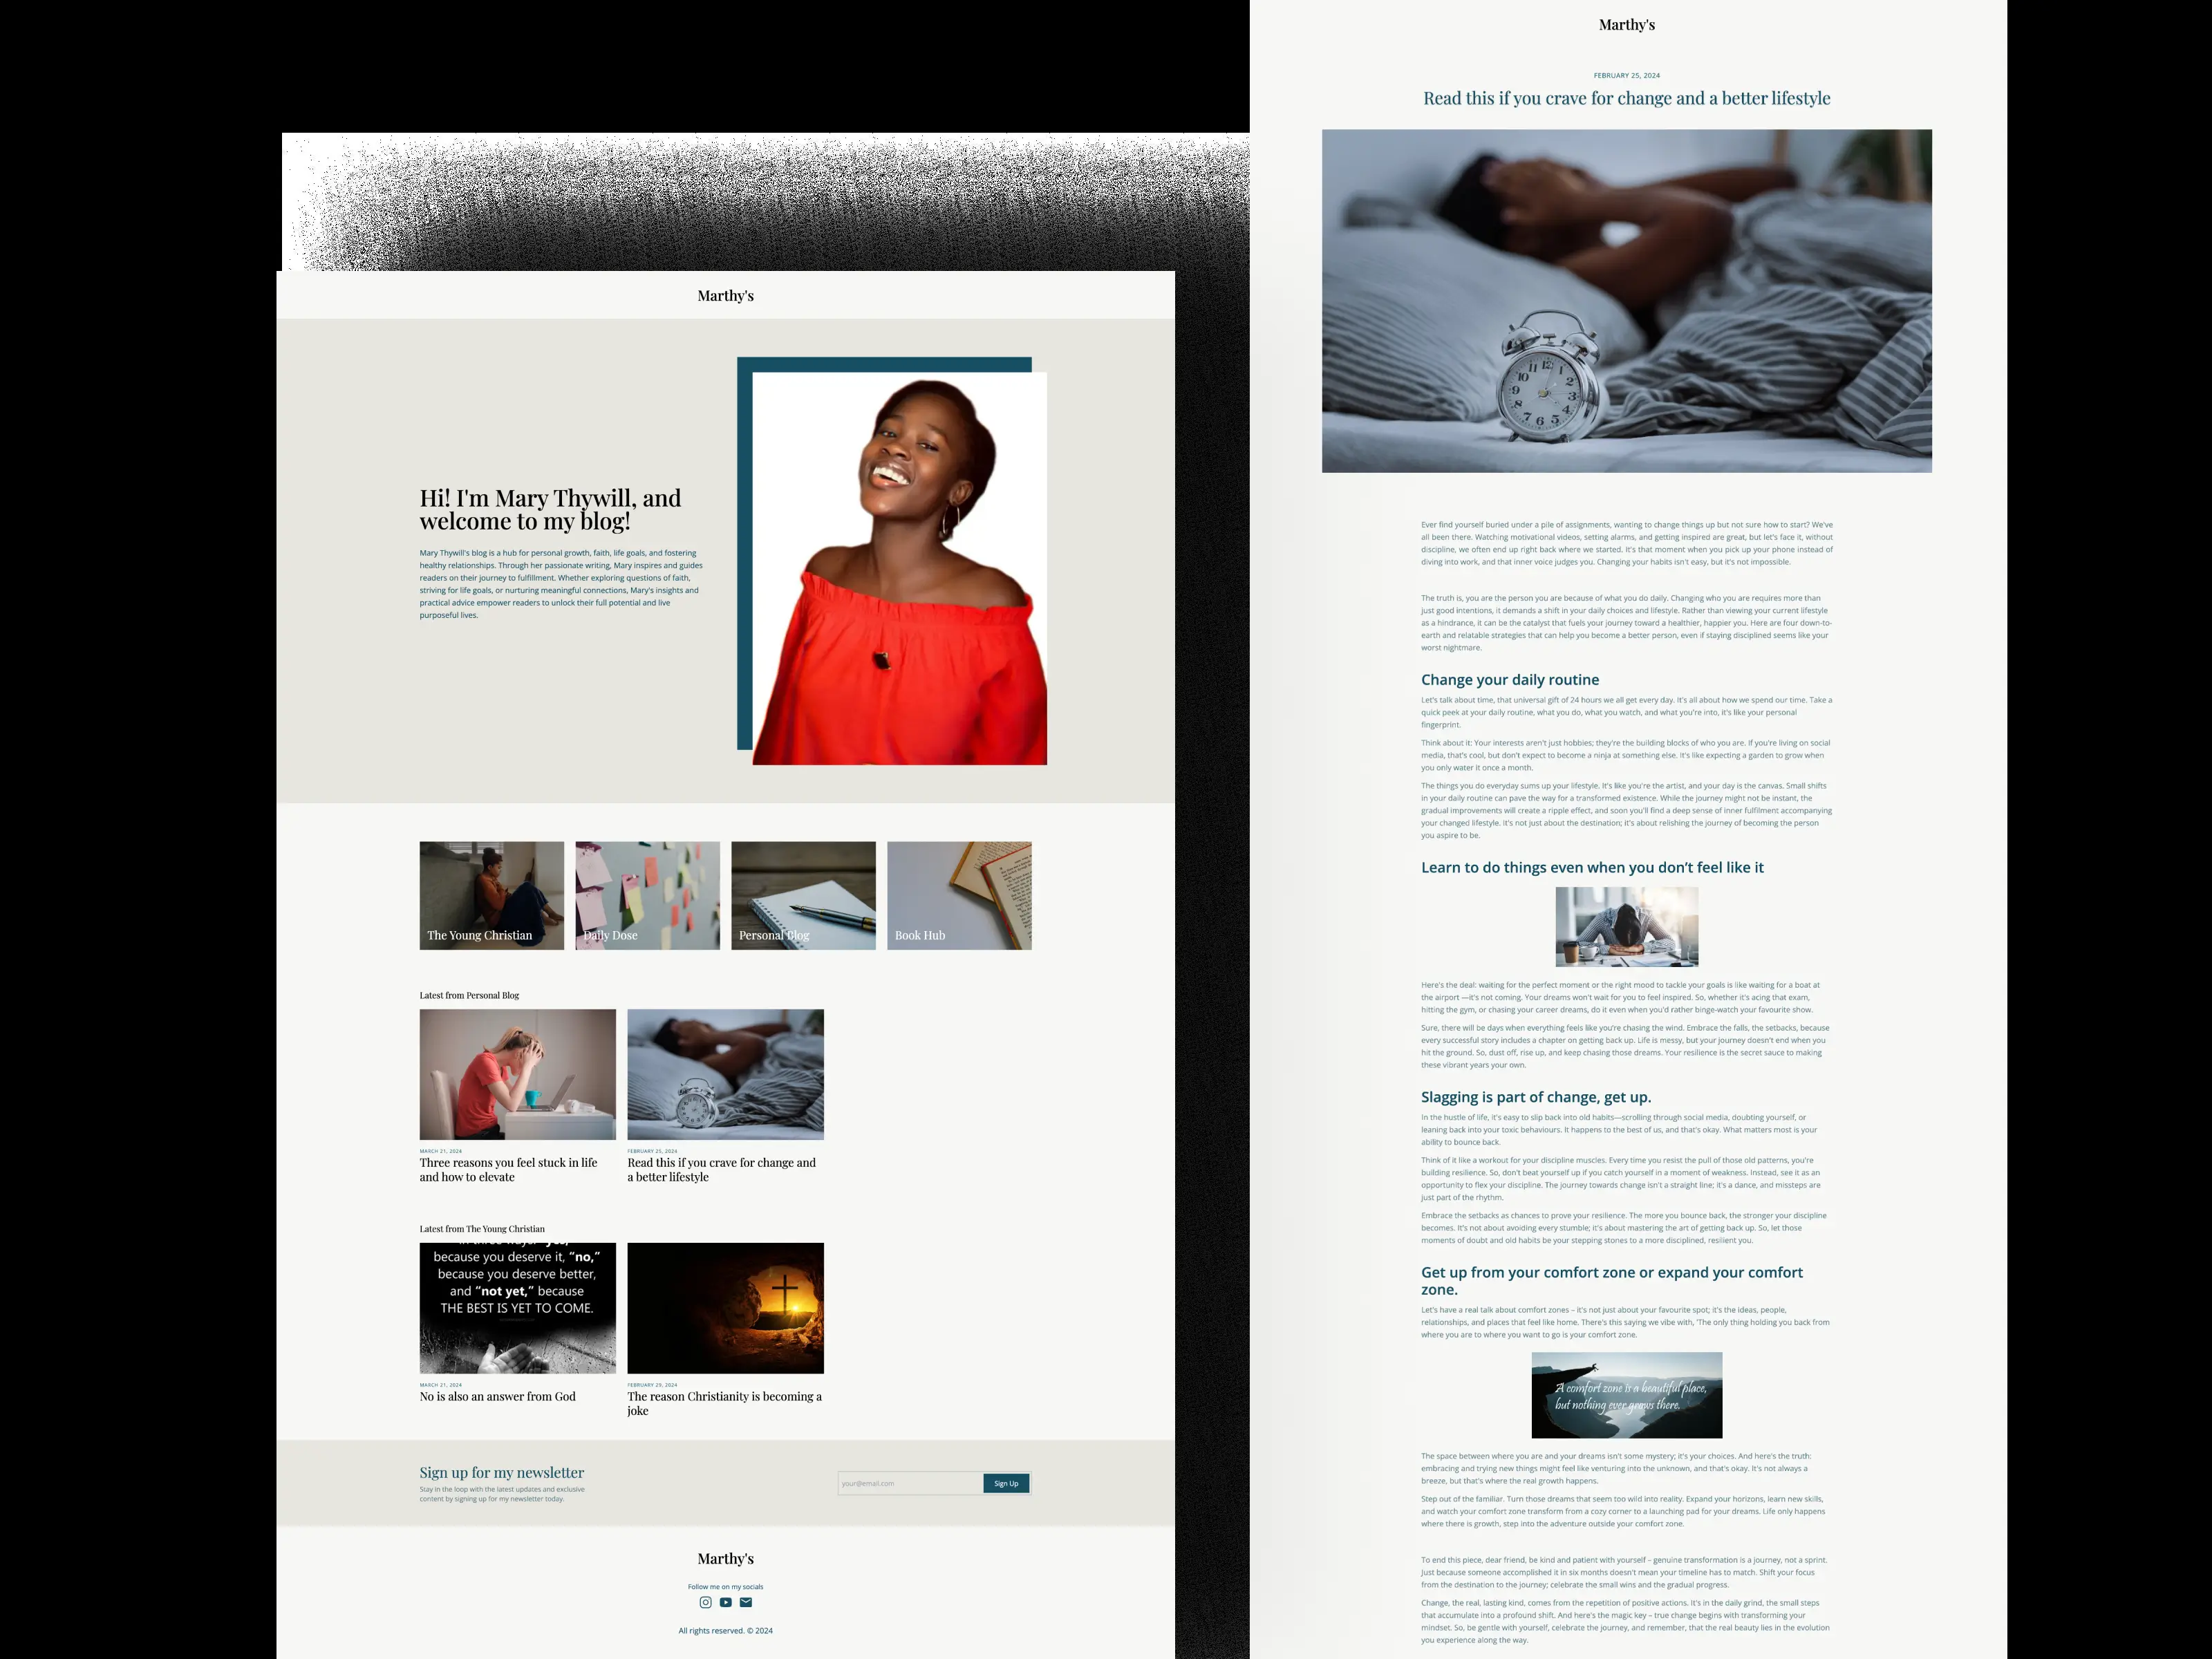 Marthy's
Hi! I'm Mary Thywill, and
welcome to my blog!
Mary Thywill's blog is a hub for personal growth, faith, life goals, and fostering
healthy relationships. Through her passionate writing, Mary inspires and guides
readers on their journey to fulfillment. Whether exploring questions of faith,
striving for life goals, or nurturing meaningful connections, Mary's insights and
practical advice empower readers to unlock their full potential and live
purposeful lives.
The Young Christian
Daily Dose
Personal Blog
Book Hub
Latest from Personal Blog
MARCH 21, 2024
Three reasons you feel stuck in life
and how to elevate
FEBRUARY 25, 2024
Read this if you crave for change and
a better lifestyle
Latest from The Young Christian
because you deserve it, “no,”
because you deserve better,
and “not yet,” because
THE BEST IS YET TO COME.
MARCH 21, 2024
No is also an answer from God
FEBRUARY 29, 2024
The reason Christianity is becoming a
joke
Sign up for my newsletter
Stay in the loop with the latest updates and exclusive
content by signing up for my newsletter today.
your@email.com
Sign Up
Marthy's
Follow me on my socials
All rights reserved. © 2024
Marthy's
FEBRUARY 25, 2024
Read this if you crave for change and a better lifestyle
12
1
2
3
4
5
6
7
8
9
10
11
Ever find yourself buried under a pile of assignments, wanting to change things up but not sure how to start? We've
all been there. Watching motivational videos, setting alarms, and getting inspired are great, but let's face it, without
discipline, we often end up right back where we started. It's that moment when you pick up your phone instead of
diving into work, and that inner voice judges you. Changing your habits isn't easy, but it's not impossible.
The truth is, you are the person you are because of what you do daily. Changing who you are requires more than
just good intentions, it demands a shift in your daily choices and lifestyle. Rather than viewing your current lifestyle
as a hindrance, it can be the catalyst that fuels your journey toward a healthier, happier you. Here are four down-to-
earth and relatable strategies that can help you become a better person, even if staying disciplined seems like your
worst nightmare.
Change your daily routine
Let's talk about time, that universal gift of 24 hours we all get every day. It's all about how we spend our time. Take a
quick peek at your daily routine, what you do, what you watch, and what you're into, it's like your personal
fingerprint.
Think about it: Your interests aren't just hobbies; they're the building blocks of who you are. If you're living on social
media, that's cool, but don't expect to become a ninja at something else. It's like expecting a garden to grow when
you only water it once a month.
The things you do everyday sums up your lifestyle. It's like you're the artist, and your day is the canvas. Small shifts
in your daily routine can pave the way for a transformed existence. While the journey might not be instant, the
gradual improvements will create a ripple effect, and soon you'll find a deep sense of inner fulfilment accompanying
your changed lifestyle. It's not just about the destination; it's about relishing the journey of becoming the person
you aspire to be.
Learn to do things even when you don’t feel like it
Here's the deal: waiting for the perfect moment or the right mood to tackle your goals is like waiting for a boat at
the airport —it's not coming. Your dreams won't wait for you to feel inspired. So, whether it's acing that exam,
hitting the gym, or chasing your career dreams, do it even when you'd rather binge-watch your favourite show.
Sure, there will be days when everything feels like you're chasing the wind. Embrace the falls, the setbacks, because
every successful story includes a chapter on getting back up. Life is messy, but your journey doesn't end when you
hit the ground. So, dust off, rise up, and keep chasing those dreams. Your resilience is the secret sauce to making
these vibrant years your own.
Slagging is part of change, get up.
In the hustle of life, it's easy to slip back into old habits—scrolling through social media, doubting yourself, or
leaning back into your toxic behaviours. It happens to the best of us, and that's okay. What matters most is your
ability to bounce back.
Think of it like a workout for your discipline muscles. Every time you resist the pull of those old patterns, you're
building resilience. So, don't beat yourself up if you catch yourself in a moment of weakness. Instead, see it as an
opportunity to flex your discipline. The journey towards change isn't a straight line; it's a dance, and missteps are
just part of the rhythm.
Embrace the setbacks as chances to prove your resilience. The more you bounce back, the stronger your discipline
becomes. It's not about avoiding every stumble; it's about mastering the art of getting back up. So, let those
moments of doubt and old habits be your stepping stones to a more disciplined, resilient you.
Get up from your comfort zone or expand your comfort
zone.
Let's have a real talk about comfort zones – it's not just about your favourite spot; it's the ideas, people,
relationships, and places that feel like home. There's this saying we vibe with, 'The only thing holding you back from
where you are to where you want to go is your comfort zone.
A comfort zone is a beautiful place,
but nothing ever grows there.
The space between where you are and your dreams isn't some mystery; it's your choices. And here's the truth:
embracing and trying new things might feel like venturing into the unknown, and that's okay. It's not always a
breeze, but that's where the real growth happens.
Step out of the familiar. Turn those dreams that seem too wild into reality. Expand your horizons, learn new skills,
and watch your comfort zone transform from a cozy corner to a launching pad for your dreams. Life only happens
where there is growth, step into the adventure outside your comfort zone.
To end this piece, dear friend, be kind and patient with yourself – genuine transformation is a journey, not a sprint.
Just because someone accomplished it in six months doesn't mean your timeline has to match. Shift your focus
from the destination to the journey; celebrate the small wins and the gradual progress.
Change, the real, lasting kind, comes from the repetition of positive actions. It's in the daily grind, the small steps
that accumulate into a profound shift. And here's the magic key – true change begins with transforming your
mindset. So, be gentle with yourself, celebrate the journey, and remember, that the real beauty lies in the evolution
you experience along the way.